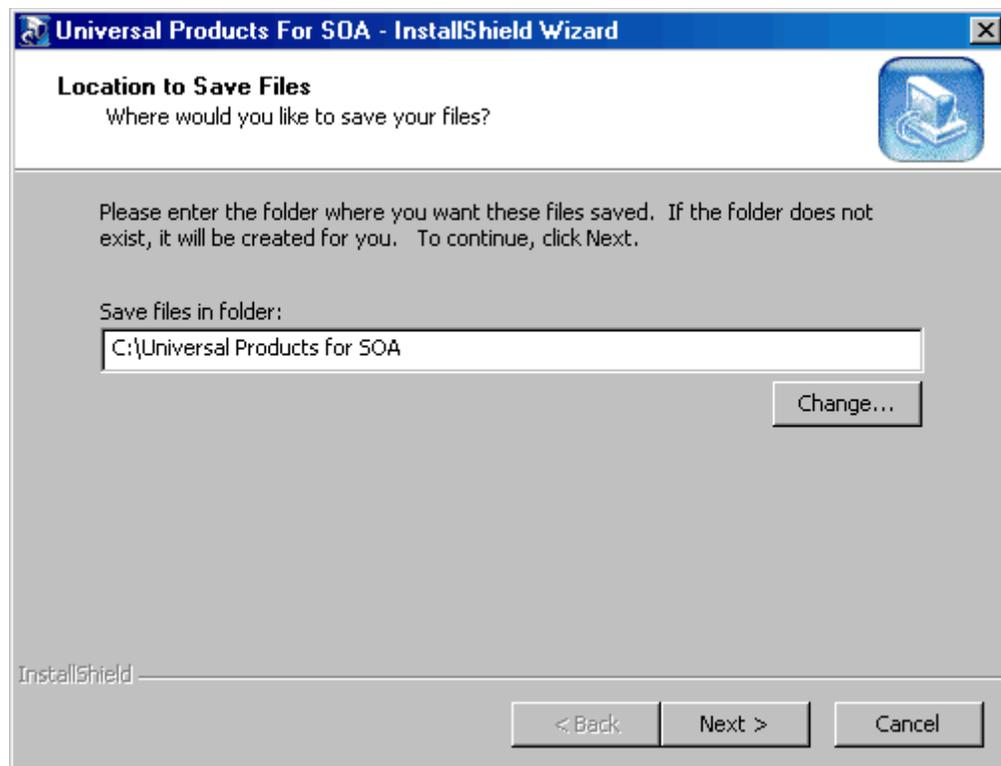 Universal Products For SOA - InstallShield Wizard
Location to Save Files
Where would you like to save your files?
Please enter the folder where you want these files saved.  If the folder does not
exist, it will be created for you.   To continue, click Next.
Save files in folder:
C:\Universal Products for SOA
Change...
InstallShield
< Back
Next >
Cancel